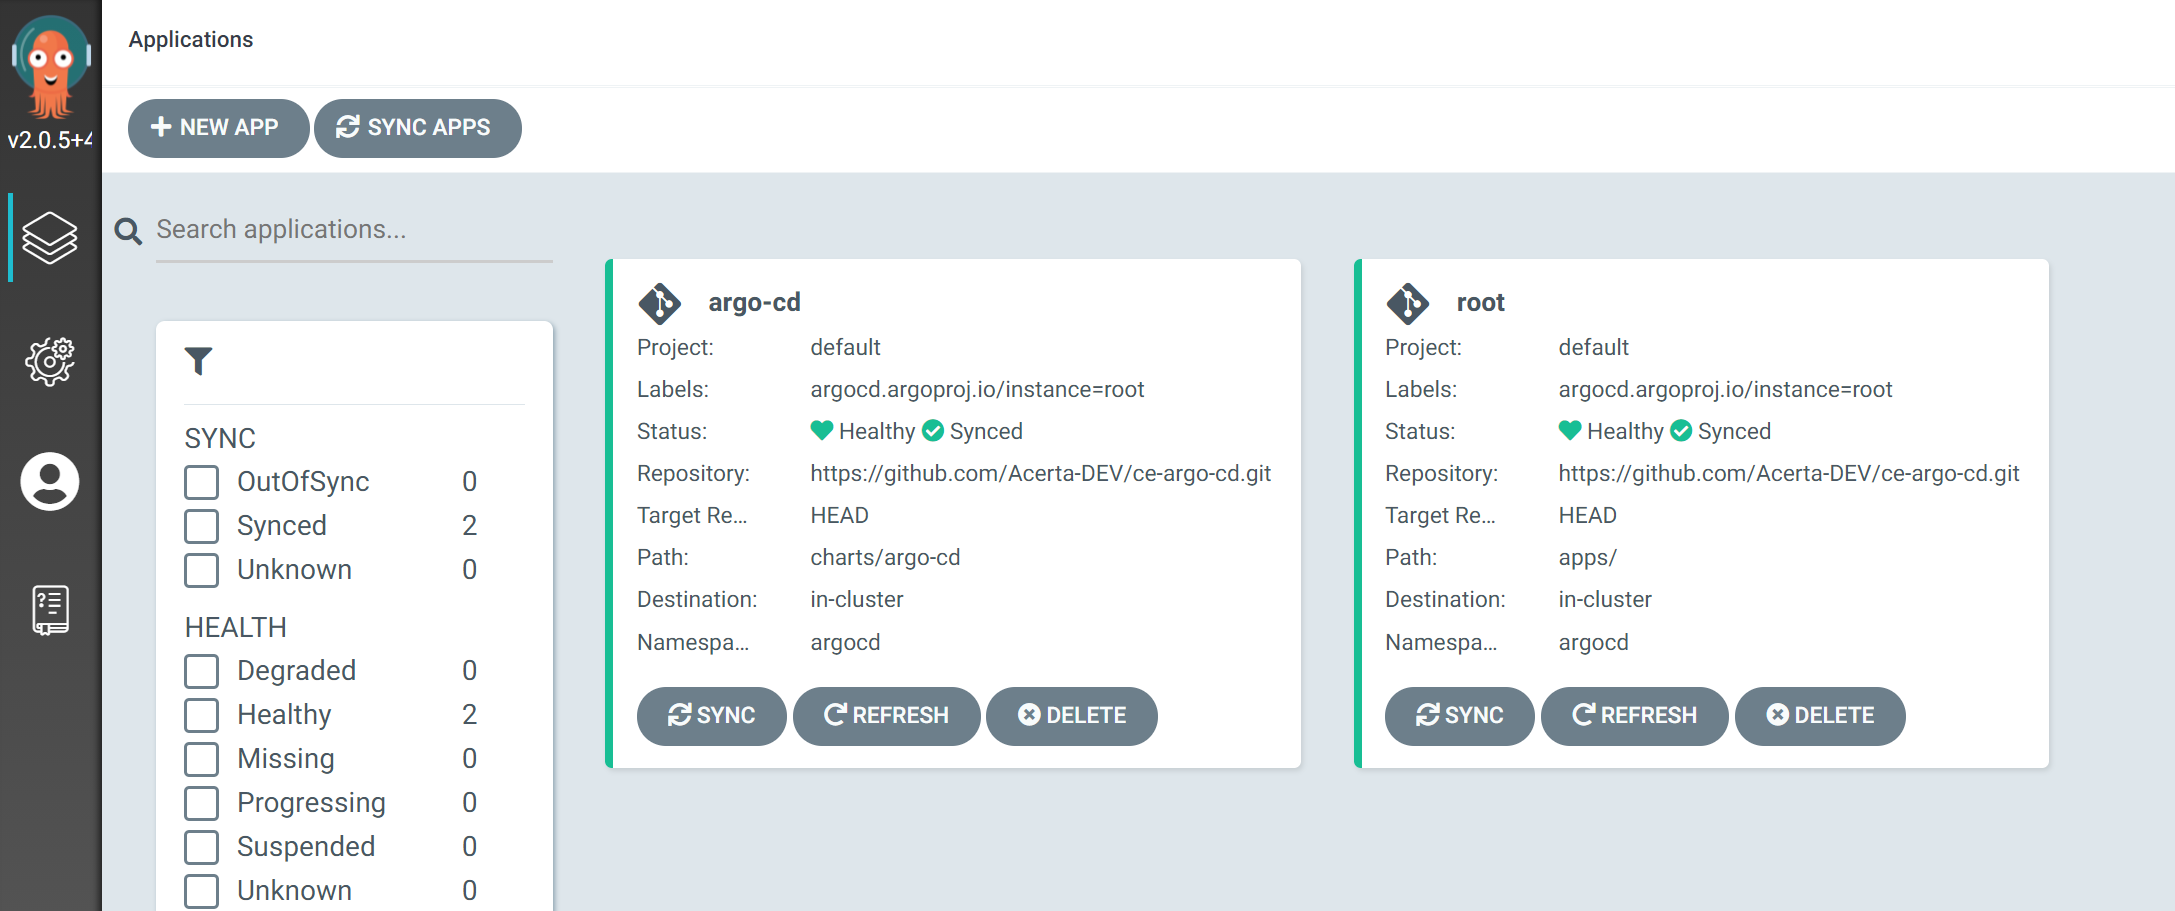 Applications
v2.0.5+4
NEW APP SYNC APPS
Search applications...
SYNC
OutOfSync 0
Synced 2
Unknown 0
HEALTH
Degraded 0
Healthy 2
Missing 0
Progressing 0
Suspended 0
Unknown 0
argo-cd
Project: default
Labels: argocd.argoproj.io/instance=root
Status: Healthy Synced
Repository: https://github.com/Acerta-DEV/ce-argo-cd.git
Target Re... HEAD
Path: charts/argo-cd
Destination: in-cluster
Namespa... argocd
SYNC REFRESH DELETE
root
Project: default
Labels: argocd.argoproj.io/instance=root
Status: Healthy Synced
Repository: https://github.com/Acerta-DEV/ce-argo-cd.git
Target Re... HEAD
Path: apps/
Destination: in-cluster
Namespa... argocd
SYNC REFRESH DELETE